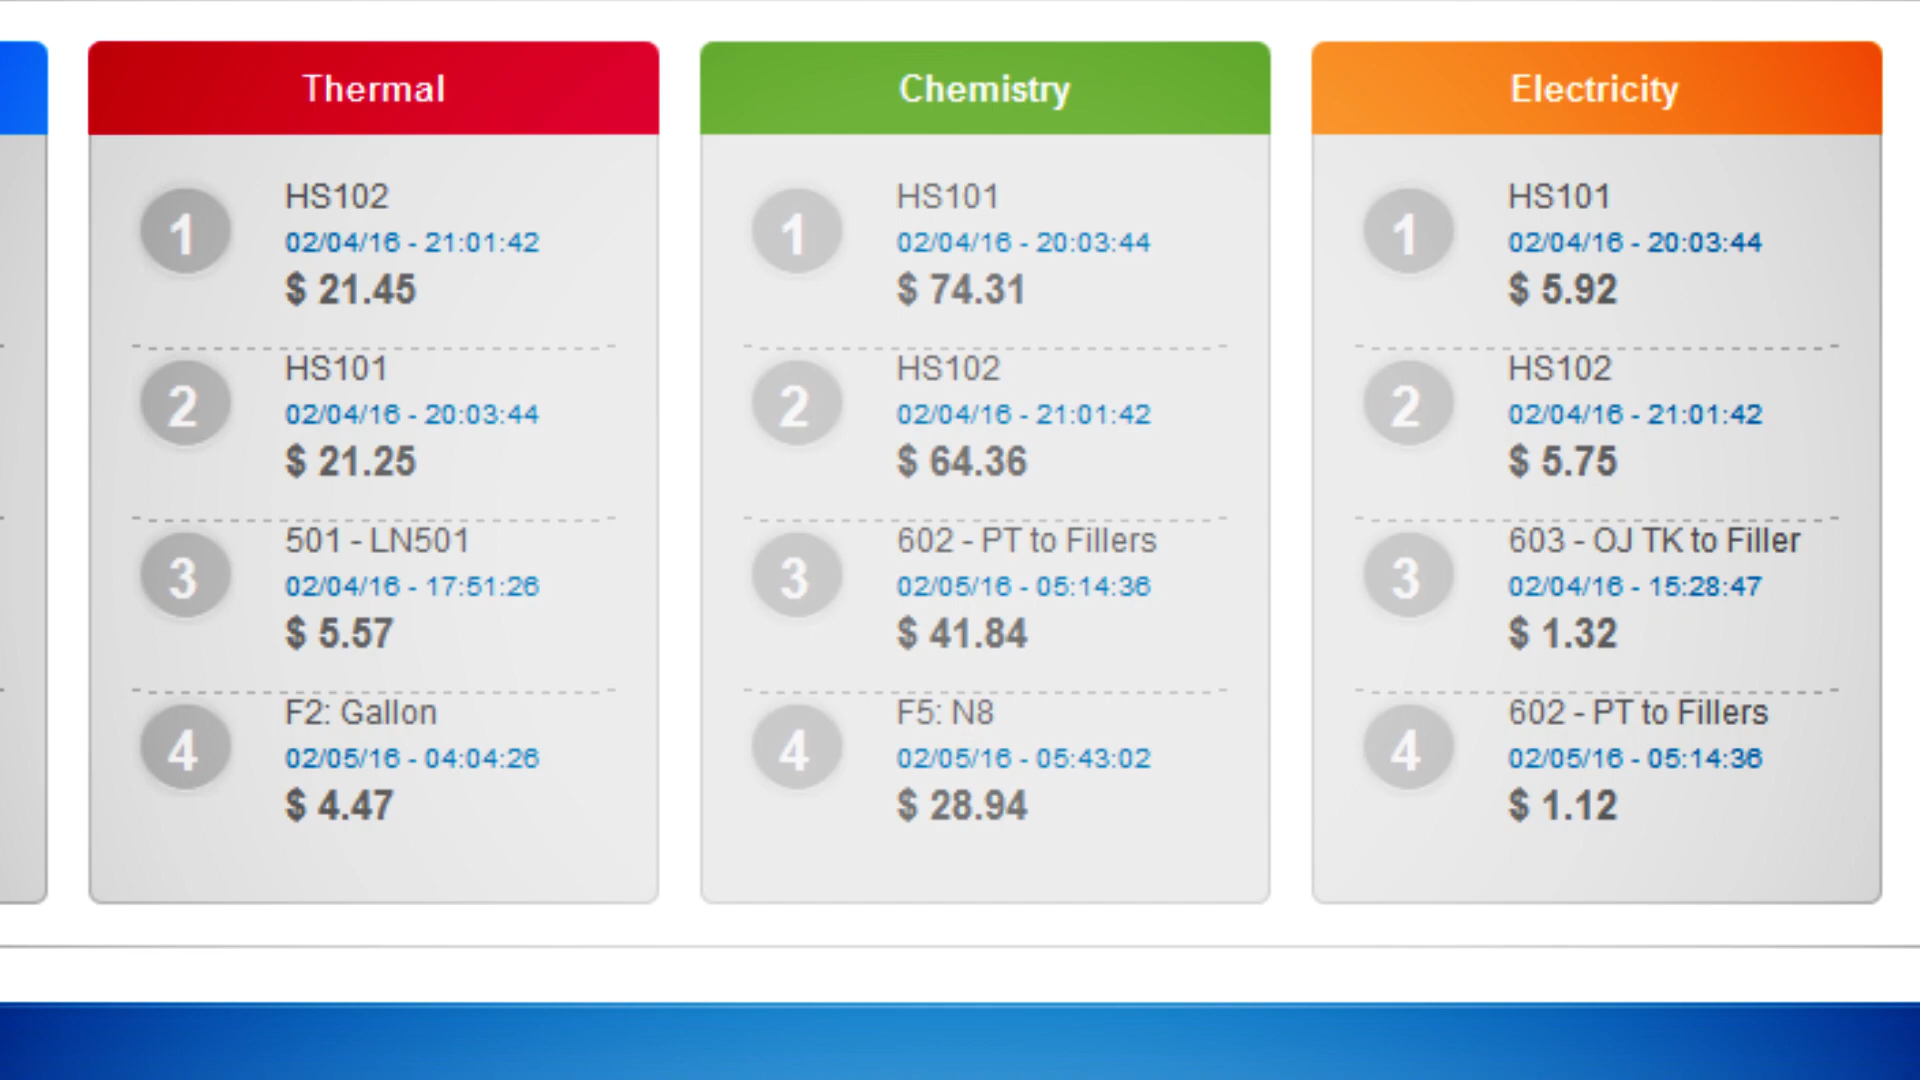 Thermal
1
HS102
02/04/16 - 21:01:42
$ 21.45
2
HS101
02/04/16 - 20:03:44
$ 21.25
3
501 - LN501
02/04/16 - 17:51:26
$ 5.57
4
F2: Gallon
02/05/16 - 04:04:26
$ 4.47
Chemistry
1
HS101
02/04/16 - 20:03:44
$ 74.31
2
HS102
02/04/16 - 21:01:42
$ 64.36
3
602 - PT to Fillers
02/05/16 - 05:14:36
$ 41.84
4
F5: N8
02/05/16 - 05:43:02
$ 28.94
Electricity
1
HS101
02/04/16 - 20:03:44
$ 5.92
2
HS102
02/04/16 - 21:01:42
$ 5.75
3
603 - OJ TK to Filler
02/04/16 - 15:28:47
$ 1.32
4
602 - PT to Fillers
02/05/16 - 05:14:36
$ 1.12